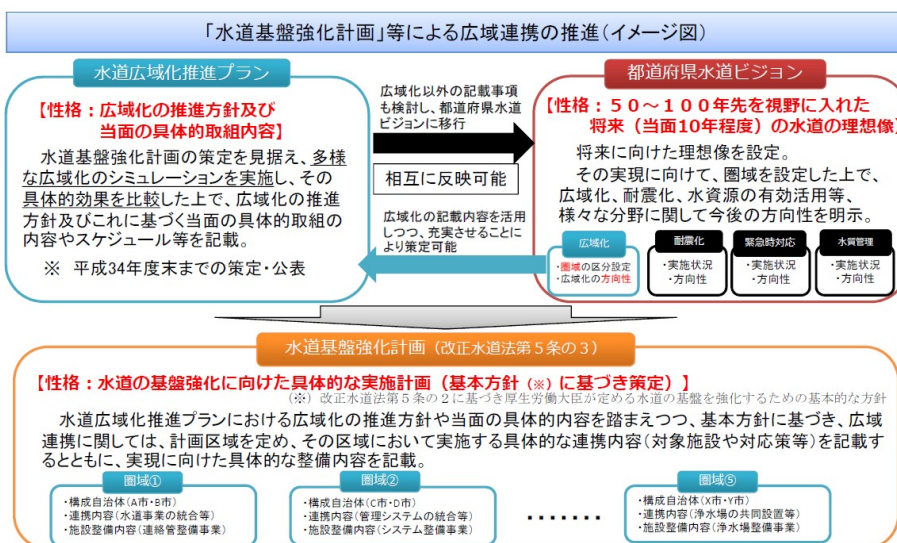 「水道基盤強化計画」等による広域連携の推進(イメージ図)
水道広域化推進プラン
【性格：広域化の推進方針及び
当面の具体的取組内容】
水道基盤強化計画の策定を見据え、多様
な広域化のシミュレーションを実施し、その
具体的効果を比較した上で、広域化の推進
方針及びこれに基づく当面の具体的取組の
内容やスケジュール等を記載。
※ 平成34年度末までの策定・公表
広域化以外の記載事項
も検討し、都道府県水道
ビジョンに移行
相互に反映可能
広域化の記載内容を活用
しつつ、充実させることに
より策定可能
都道府県水道ビジョン
【性格：５０～１００年先を視野に入れた
将来（当面10年程度）の水道の理想像】
将来に向けた理想像を設定。
その実現に向けて、圏域を設定した上で、
広域化、耐震化、水資源の有効活用等、
様々な分野に関して今後の方向性を明示。
広域化
・圏域の区分設定
・広域化の方向性
耐震化
・実施状況
・方向性
緊急時対応
・実施状況
・方向性
水質管理
・実施状況
・方向性
水道基盤強化計画（改正水道法第５条の３）
【性格：水道の基盤強化に向けた具体的な実施計画（基本方針（※）に基づき策定）】
（※）改正水道法第５条の２に基づき厚生労働大臣が定める水道の基盤を強化するための基本的な方針
水道広域化推進プランにおける広域化の推進方針や当面の具体的内容を踏まえつつ、基本方針に基づき、広域
連携に関しては、計画区域を定め、その区域において実施する具体的な連携内容(対象施設や対応策等)を記載す
るとともに、実現に向けた具体的な整備内容を記載。
圏域①
・構成自治体(A市・B市)
・連携内容(水道事業の統合等)
・施設整備内容(連絡管整備事業)
圏域②
・構成自治体(C市・D市)
・連携内容(管理システムの統合等)
・施設整備内容(システム整備事業)
・・・・・・・
圏域⑤
・構成自治体(X市・Y市)
・連携内容(浄水場の共同設置等)
・施設整備内容(浄水場整備事業)